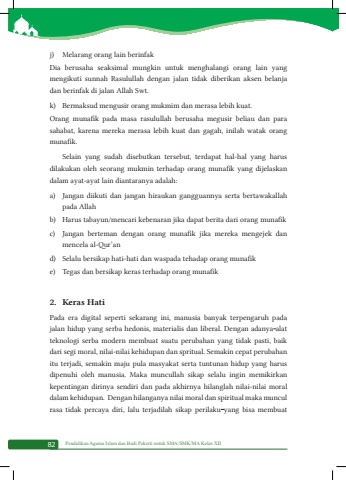 j) Melarang orang lain berinfak
Dia berusaha seaksimal mungkin untuk menghalangi orang lain yang
mengikuti sunnah Rasulullah dengan jalan tidak diberikan aksen belanja
dan berinfak di jalan Allah Swt.
k) Bermaksud mengusir orang mukmim dan merasa lebih kuat.
Orang munafik pada masa rasulullah berusaha megusir beliau dan para
sahabat, karena mereka merasa lebih kuat dan gagah, inilah watak orang
munafik.
Selain yang sudah disebutkan tersebut, terdapat hal-hal yang harus
dilakukan oleh seorang mukmin terhadap orang munafik yang dijelaskan
dalam ayat-ayat lain diantaranya adalah:
a) Jangan diikuti dan jangan hiraukan gangguannya serta bertawakallah
pada Allah
b) Harus tabayun/mencari kebenaran jika dapat berita dari orang munafik
c) Jangan berteman dengan orang munafik jika mereka mengejek dan
mencela al-Qur'an
d) Selalu bersikap hati-hati dan waspada tehadap orang munafik
e) Tegas dan bersikap keras terhadap orang munafik
2. Keras Hati
Pada era digital seperti sekarang ini, manusia banyak terpengaruh pada
jalan hidup yang serba hedonis, materialis dan liberal. Dengan adanya alat
teknologi serba modern membuat suatu perubahan yang tidak pasti, baik
dari segi moral, nilai-nilai kehidupan dan spritual. Semakin cepat perubahan
itu terjadi, semakin maju pula masyakat serta tuntunan hidup yang harus
dipenuhi oleh manusia. Maka muncullah sikap selalu ingin memikirkan
kepentingan dirinya sendiri dan pada akhirnya hilanglah nilai-nilai moral
dalam kehidupan. Dengan hilanganya nilai moral dan spiritual maka muncul
rasa tidak percaya diri, lalu terjadilah sikap perilaku yang bisa membuat
82 Pendidikan Agama Islam dan Budi Pekerti untuk SMA/SMK/MA Kelas XII